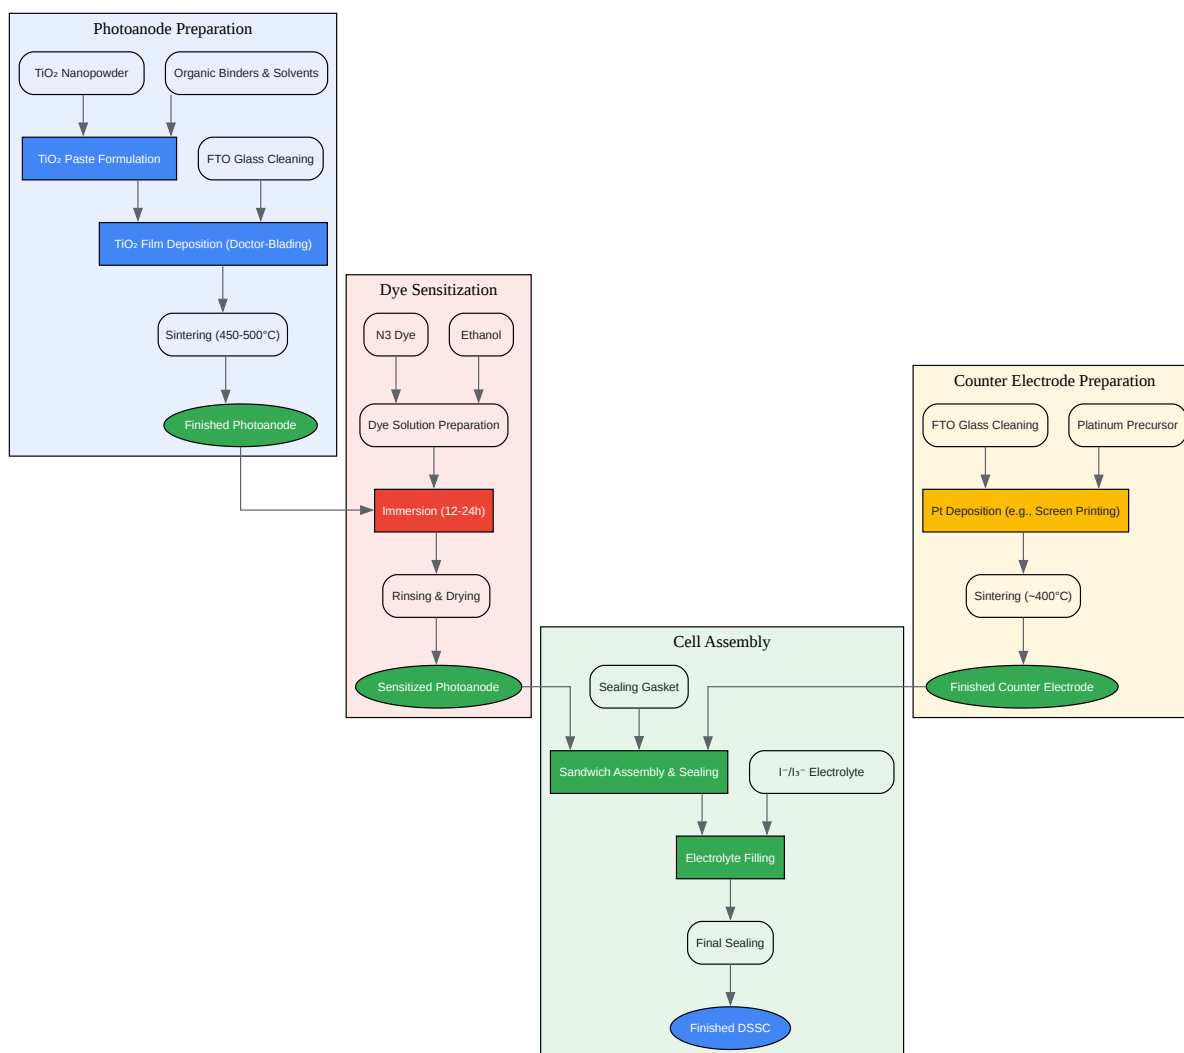 Photoanode Preparation
TiO₂ Nanopowder
Organic Binders & Solvents
TiO₂ Paste Formulation
FTO Glass Cleaning
TiO₂ Film Deposition (Doctor-Blading)
Sintering (450-500°C)
Finished Photoanode
Dye Sensitization
N3 Dye
Ethanol
Dye Solution Preparation
Immersion (12-24h)
Rinsing & Drying
Sensitized Photoanode
Counter Electrode Preparation
FTO Glass Cleaning
Platinum Precursor
Pt Deposition (e.g., Screen Printing)
Sintering (~400°C)
Finished Counter Electrode
Cell Assembly
Sealing Gasket
Sandwich Assembly & Sealing
I⁻/I₃⁻ Electrolyte
Electrolyte Filling
Final Sealing
Finished DSSC